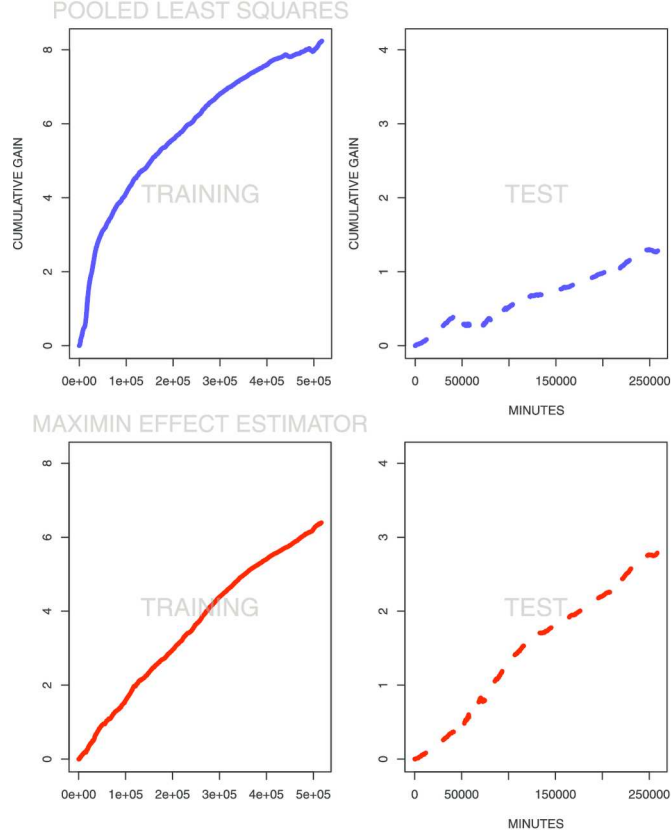 POOLED LEAST SQUARES
CUMULATIVE GAIN
8
6
4
2
0
TRAINING
0e+00 1e+05 2e+05 3e+05 4e+05 5e+05
CUMULATIVE GAIN
4
3
2
1
0
TEST
0 50000 150000 250000
MINUTES
MAXIMIN EFFECT ESTIMATOR
8
6
4
2
0
TRAINING
0e+00 1e+05 2e+05 3e+05 4e+05 5e+05
4
3
2
1
0
TEST
0 50000 150000 250000
MINUTES